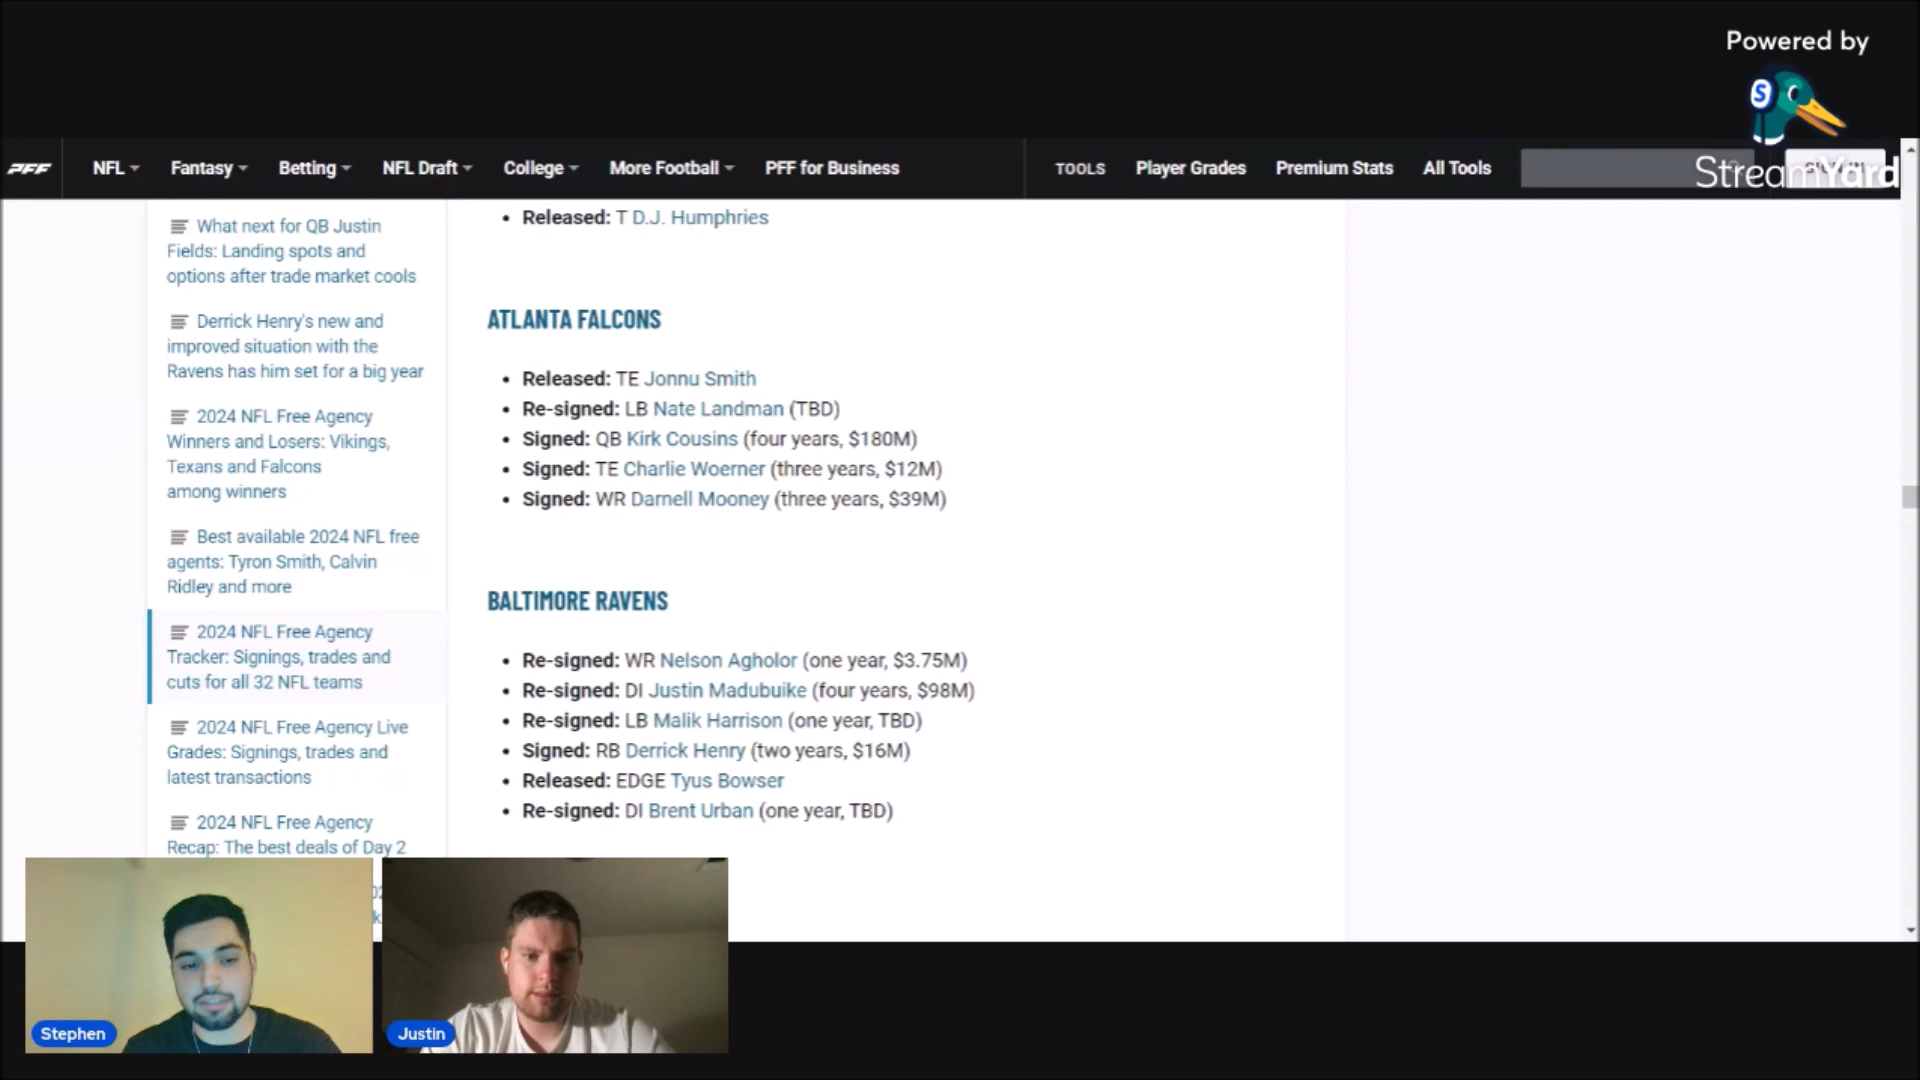 Powered by
StreamYard
PFF
NFL
Fantasy
Betting
NFL Draft
College
More Football
PFF for Business
TOOLS
Player Grades
Premium Stats
All Tools
What next for QB Justin
Fields: Landing spots and
options after trade market cools
Derrick Henry's new and
improved situation with the
Ravens has him set for a big year
2024 NFL Free Agency
Winners and Losers: Vikings,
Texans and Falcons
among winners
Best available 2024 NFL free
agents: Tyron Smith, Calvin
Ridley and more
2024 NFL Free Agency
Tracker: Signings, trades and
cuts for all 32 NFL teams
2024 NFL Free Agency Live
Grades: Signings, trades and
latest transactions
2024 NFL Free Agency
Recap: The best deals of Day 2
• Released: T D.J. Humphries
ATLANTA FALCONS
• Released: TE Jonnu Smith
• Re-signed: LB Nate Landman (TBD)
• Signed: QB Kirk Cousins (four years, $180M)
• Signed: TE Charlie Woerner (three years, $12M)
• Signed: WR Darnell Mooney (three years, $39M)
BALTIMORE RAVENS
• Re-signed: WR Nelson Agholor (one year, $3.75M)
• Re-signed: DI Justin Madubuike (four years, $98M)
• Re-signed: LB Malik Harrison (one year, TBD)
• Signed: RB Derrick Henry (two years, $16M)
• Released: EDGE Tyus Bowser
• Re-signed: DI Brent Urban (one year, TBD)
Stephen
Justin